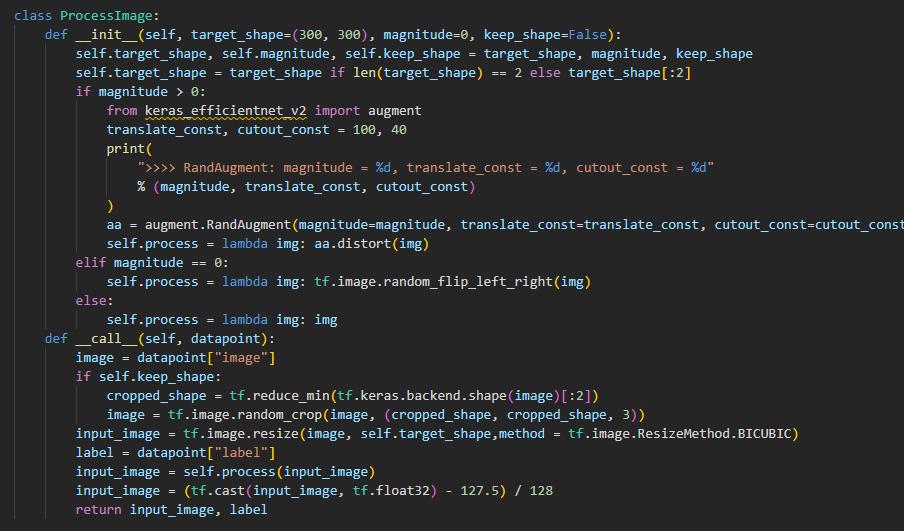 class ProcessImage:
    def __init__(self, target_shape=(300, 300), magnitude=0, keep_shape=False):
        self.target_shape, self.magnitude, self.keep_shape = target_shape, magnitude, keep_shape
        self.target_shape = target_shape if len(target_shape) == 2 else target_shape[:2]
        if magnitude > 0:
            from keras_efficientnet_v2 import augment
            translate_const, cutout_const = 100, 40
            print(
                ">>>> RandAugment: magnitude = %d, translate_const = %d, cutout_const = %d"
                % (magnitude, translate_const, cutout_const)
            )
            aa = augment.RandAugment(magnitude=magnitude, translate_const=translate_const, cutout_const=cutout_const
            self.process = lambda img: aa.distort(img)
        elif magnitude == 0:
            self.process = lambda img: tf.image.random_flip_left_right(img)
        else:
            self.process = lambda img: img
    def __call__(self, datapoint):
        image = datapoint["image"]
        if self.keep_shape:
            cropped_shape = tf.reduce_min(tf.keras.backend.shape(image)[:2])
            image = tf.image.random_crop(image, (cropped_shape, cropped_shape, 3))
        input_image = tf.image.resize(image, self.target_shape,method = tf.image.ResizeMethod.BICUBIC)
        label = datapoint["label"]
        input_image = self.process(input_image)
        input_image = (tf.cast(input_image, tf.float32) - 127.5) / 128
        return input_image, label